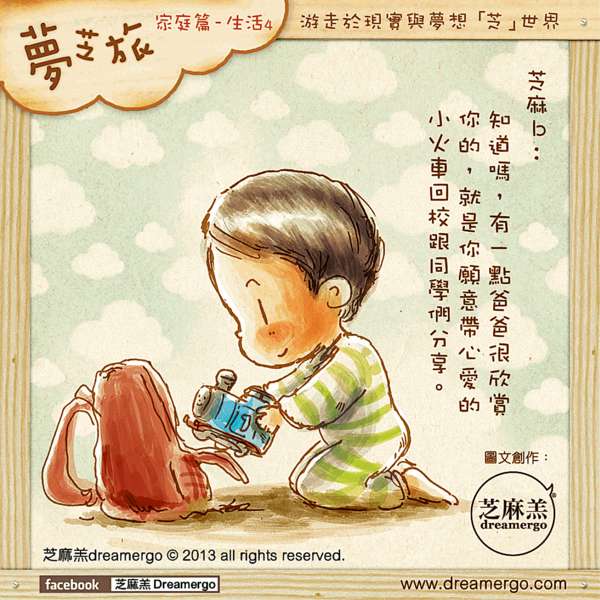 夢芝旅
家庭篇-生活4
游走於現實與夢想「芝」世界
芝麻b：
知道嗎，有一點爸爸很欣賞
你的，就是你願意帶心愛的
小火車回校跟同學們分享。
圖文創作：
芝麻羔
dreamergo
芝麻羔dreamergo © 2013 all rights reserved.
facebook 芝麻羔 Dreamergo
www.dreamergo.com